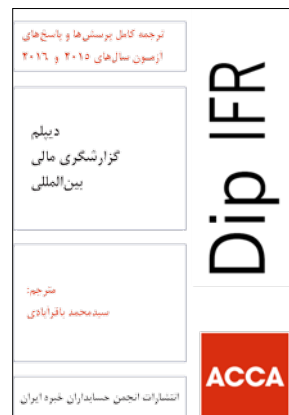 ترجمه کامل پرسش‌ها و پاسخ‌های
آزمون سال‌های ۲۰۱۵ و ۲۰۱۶
دیپلم
گزارشگری مالی
بین‌المللی
مترجم:
سیدمحمد باقرآبادی
انتشارات انجمن حسابداران خبره ایران
Dip IFR
ACCA